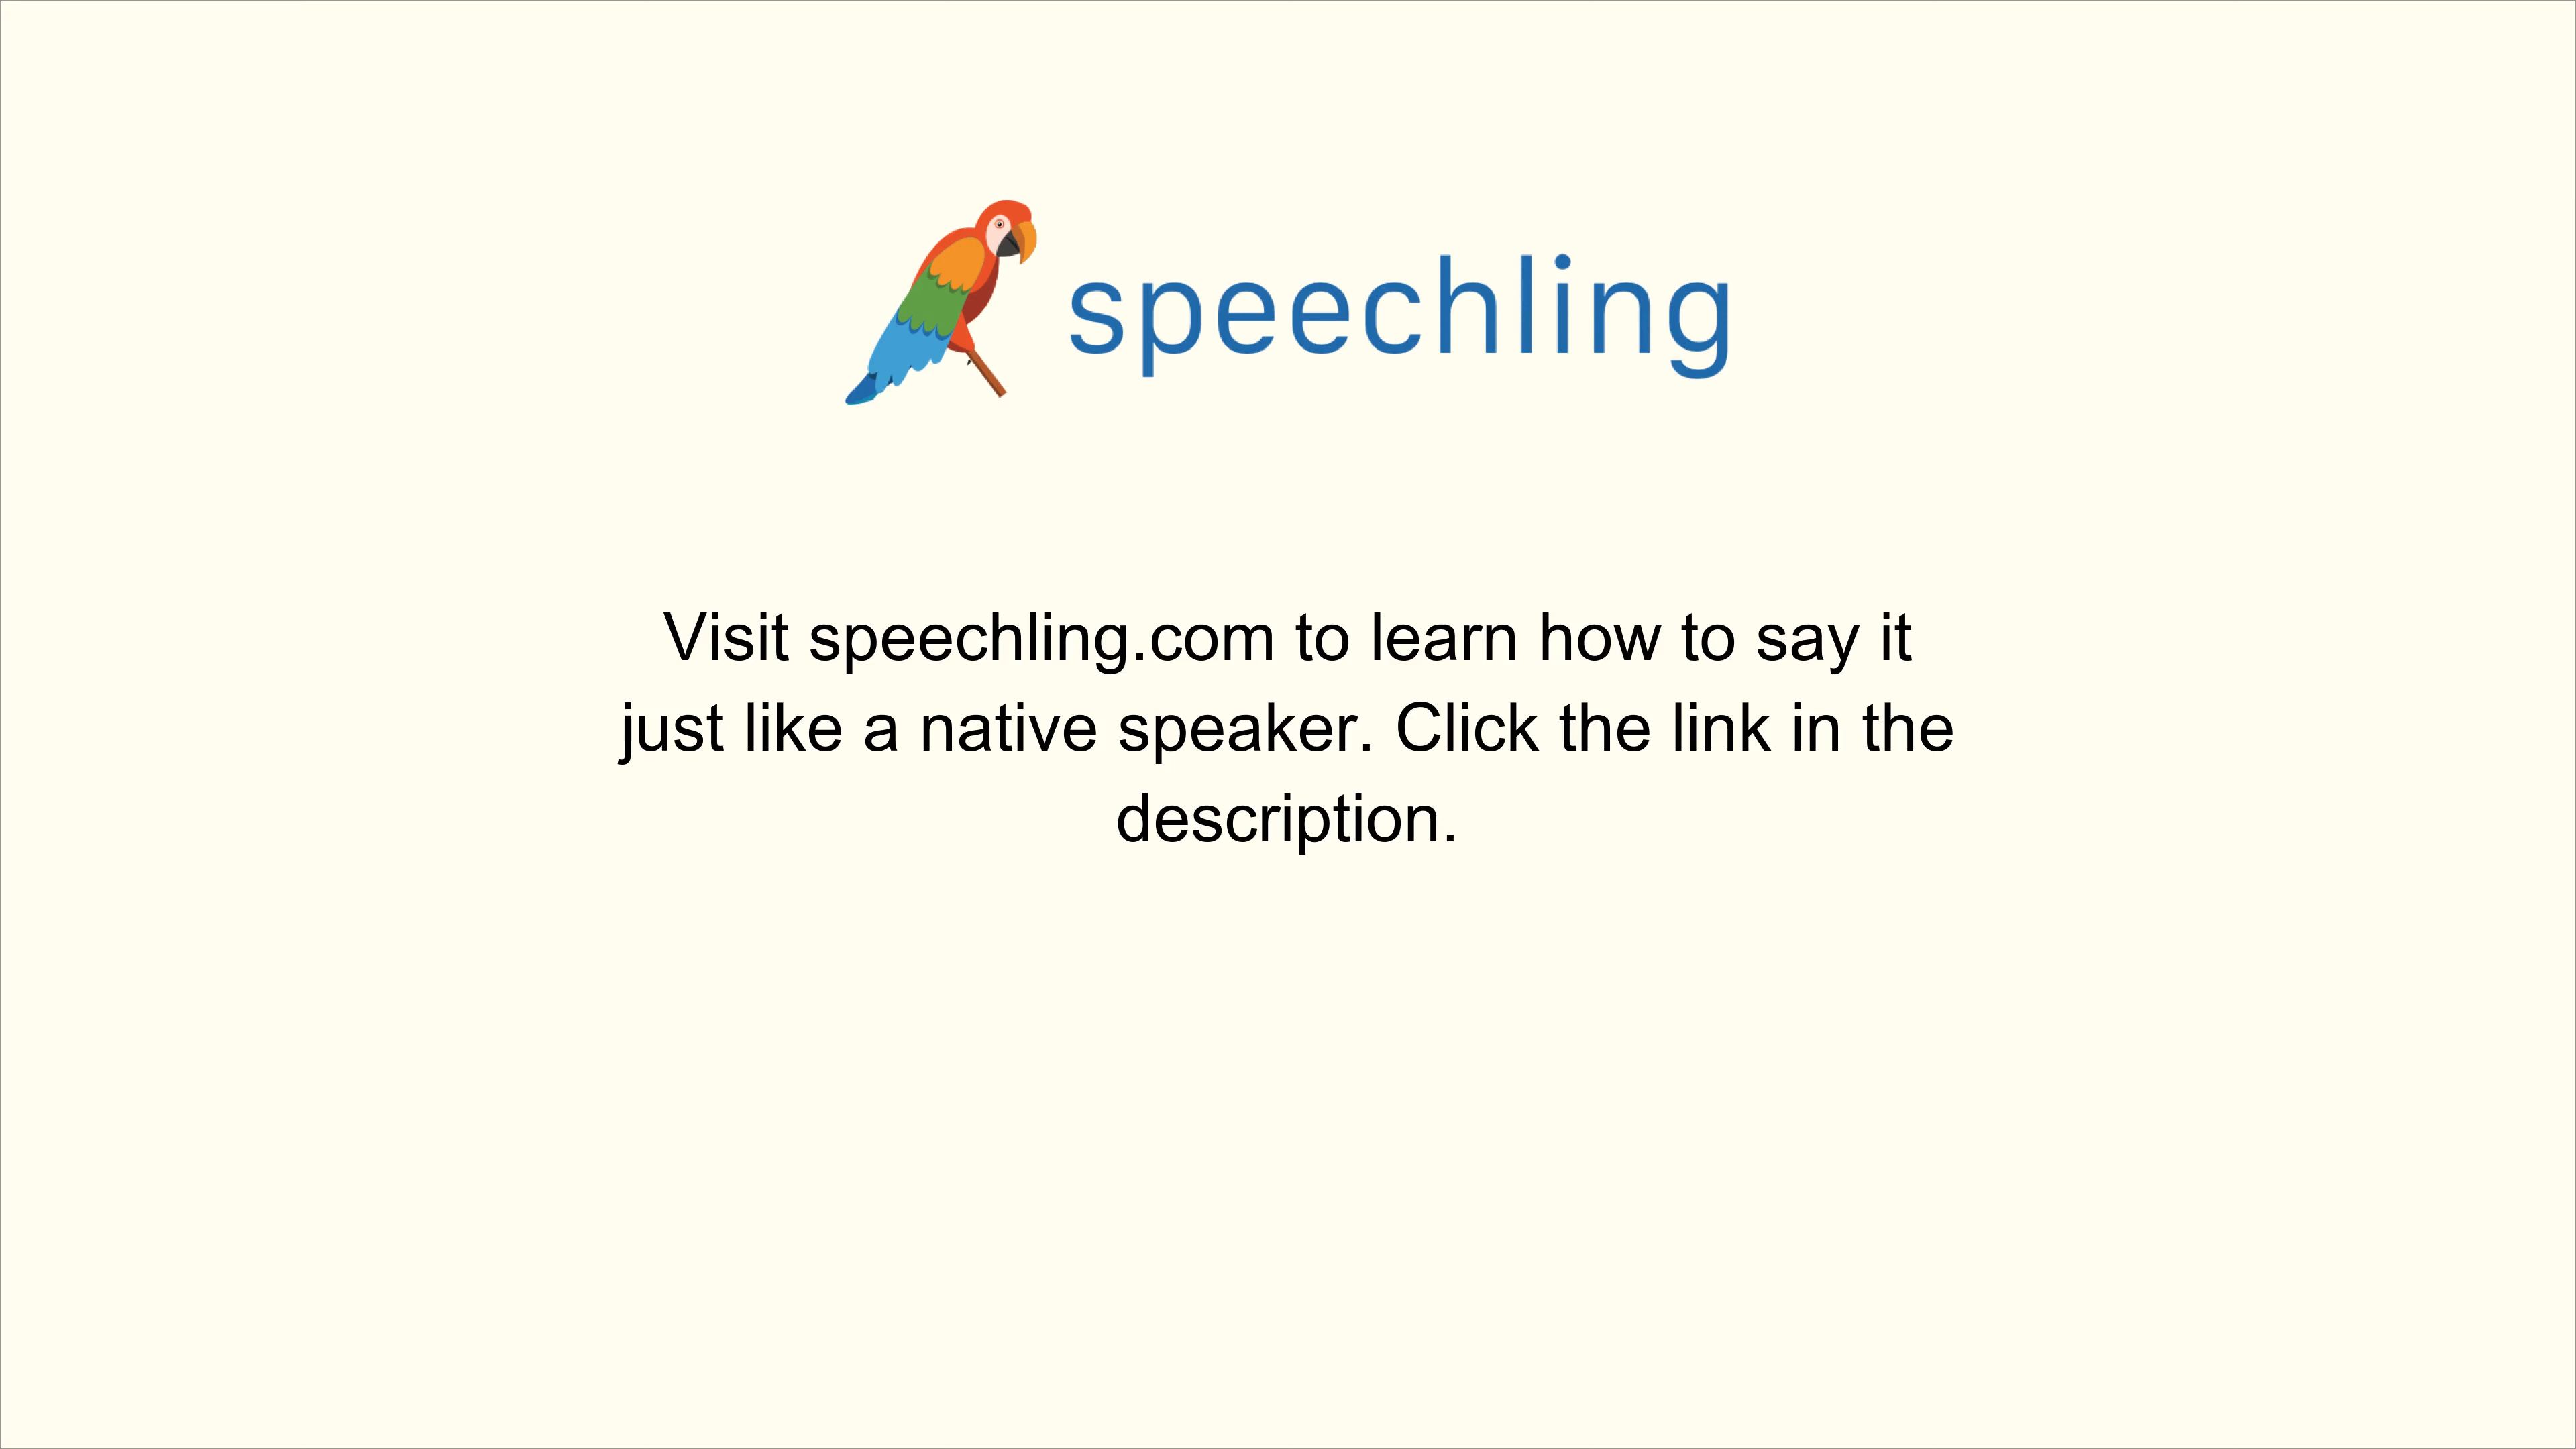 speechling
Visit speechling.com to learn how to say it
just like a native speaker. Click the link in the
description.